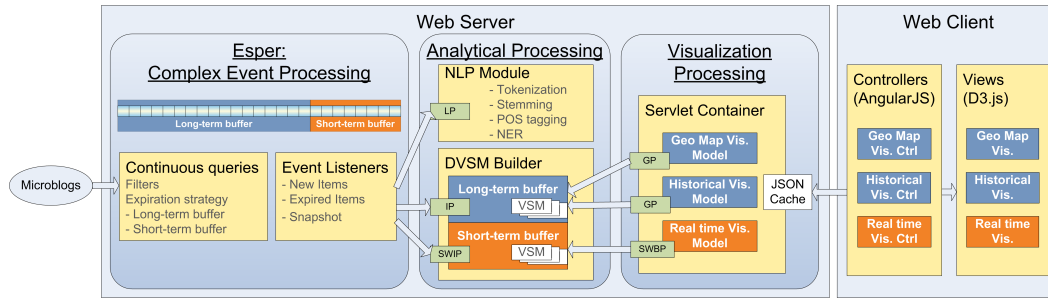 Web Server
Web Client
Esper:
Complex Event Processing
Long-term buffer
Short-term buffer
Microblogs
Continuous queries
Filters
Expiration strategy
- Long-term buffer
- Short-term buffer
Event Listeners
- New Items
- Expired Items
- Snapshot
Analytical Processing
NLP Module
- Tokenization
- Stemming
- POS tagging
- NER
LP
DVSM Builder
Long-term buffer
IP
VSM
Short-term buffer
SWIP
VSM
Visualization
Processing
Servlet Container
Geo Map Vis.
Model
GP
Historical Vis.
Model
GP
Real time Vis.
Model
SWBP
JSON
Cache
Controllers
(AngularJS)
Geo Map
Vis. Ctrl
Historical
Vis. Ctrl
Real time
Vis. Ctrl
Views
(D3.js)
Geo Map
Vis.
Historical
Vis.
Real time
Vis.